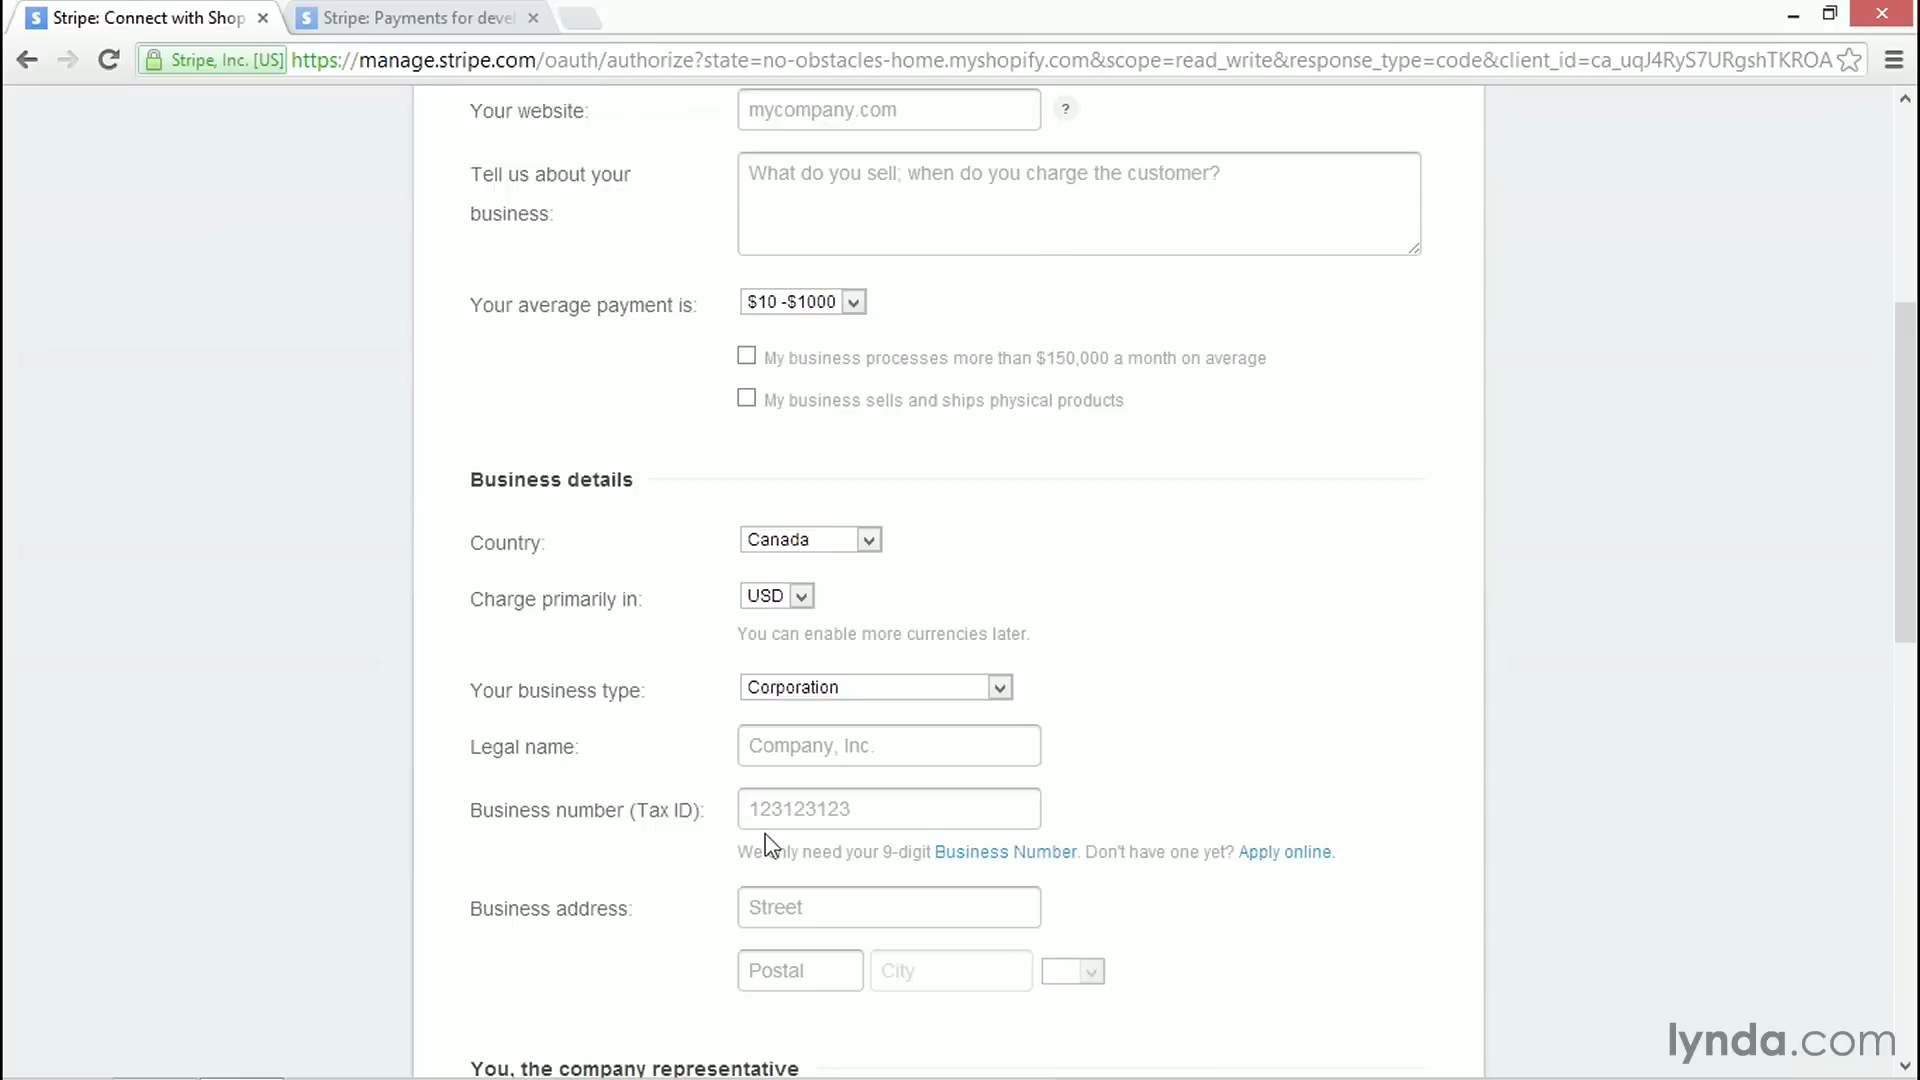 Stripe: Connect with Shop
Stripe: Payments for devel
Stripe, Inc. [US] https://manage.stripe.com/oauth/authorize?state=no-obstacles-home.myshopify.com&scope=read_write&response_type=code&client_id=ca_uqJ4RyS7URgshTKROA
Your website: mycompany.com ?
Tell us about your What do you sell; when do you charge the customer?
business:
Your average payment is: $10 -$1000
My business processes more than $150,000 a month on average
My business sells and ships physical products
Business details
Country: Canada
Charge primarily in: USD
You can enable more currencies later.
Your business type: Corporation
Legal name: Company, Inc.
Business number (Tax ID): 123123123
We only need your 9-digit Business Number. Don't have one yet? Apply online.
Business address: Street
Postal City
You, the company representative
lynda.com